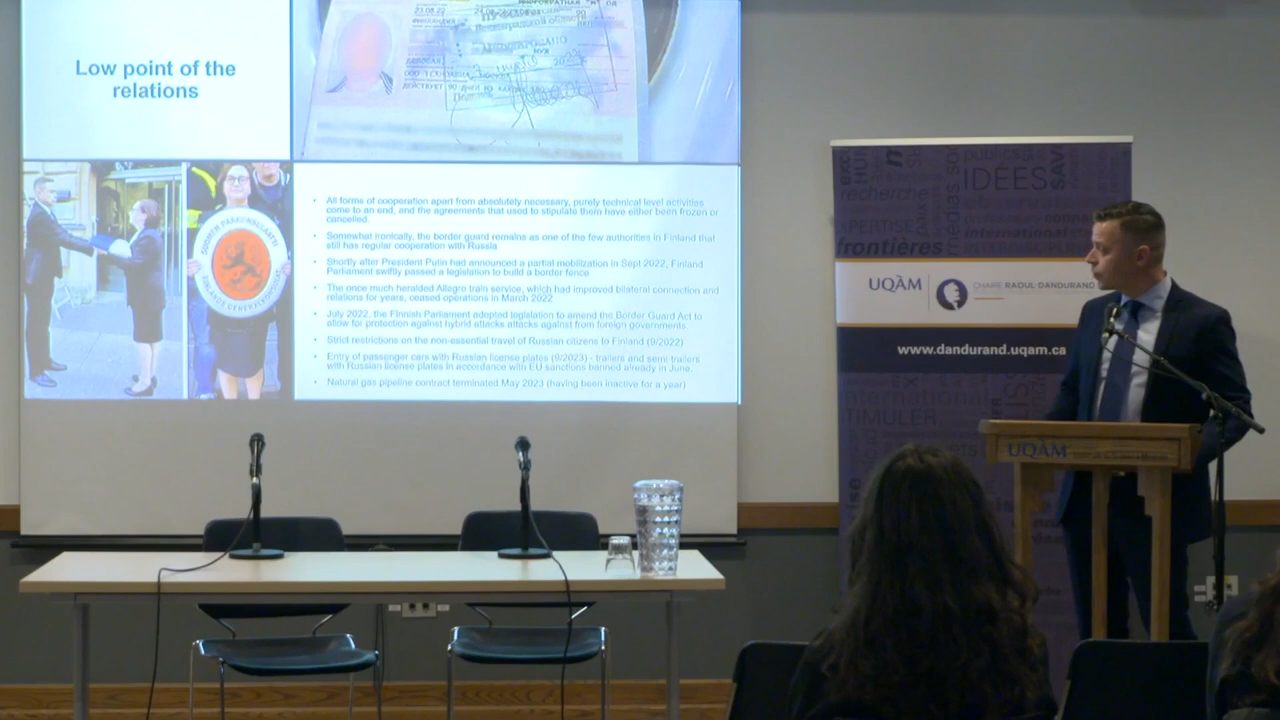 Low point of the
relations
SUOMEN PÄÄKONSULAATTI
FINLANDS GENERALKONSULAT
All forms of cooperation apart from absolutely necessary, purely technical level activities
come to an end, and the agreements that used to stipulate them have either been frozen or
cancelled
Somewhat ironically, the border guard remains as one of the few authorities in Finland that
still has regular cooperation with Russia
Shortly after President Putin had announced a partial mobilization in Sept 2022, Finland
Parliament swiftly passed a legislation to build a border fence
The once much heralded Allegro train service, which had improved bilateral connection and
relations for years, ceased operations in March 2022
July 2022, the Finnish Parliament adopted legislation to amend the Border Guard Act to
allow for protection against hybrid attacks attacks against from foreign governments.
Strict restrictions on the non-essential travel of Russian citizens to Finland (9/2022)
Entry of passenger cars with Russian license plates (9/2023) - trailers and semi-trailers
with Russian license plates in accordance with EU sanctions banned already in June.
Natural gas pipeline contract terminated May 2023 (having been inactive for a year)
IDÉES
recherche
EXPERTISES
frontières
UQÀM
CHAIRE RAOUL-DANDURAND
www.dandurand.uqam.ca
international
TIMULER
UQÀM